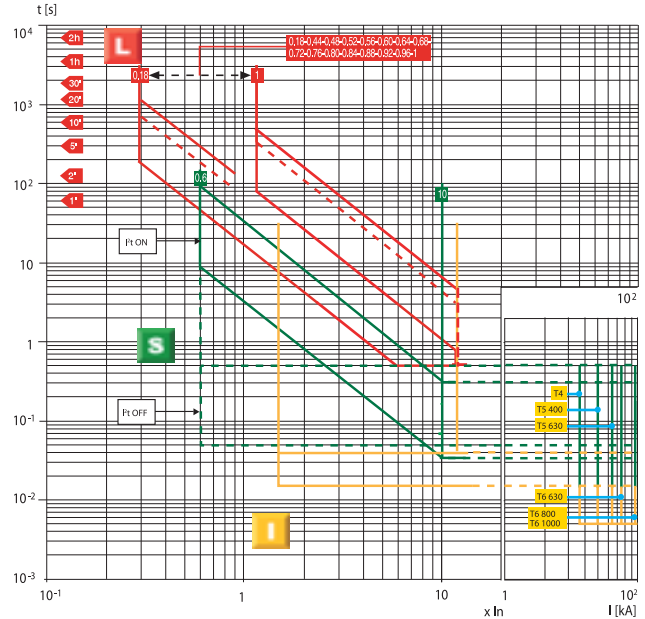 t [s]
10⁴
2h
L
0,18-0,44-0,48-0,52-0,56-0,60-0,64-0,68-
0,72-0,76-0,80-0,84-0,88-0,92-0,96-1
1h
0,18
1
30'
20'
10³
10'
5'
2'
0,6
10
10²
1'
I²t ON
10
10²
1
S
T4
I²t OFF
T5 400
T5 630
10⁻¹
10⁻²
T6 630
T6 800
T6 1000
I
10⁻³
10⁻¹
1
10
1
10
10²
x In
I [kA]